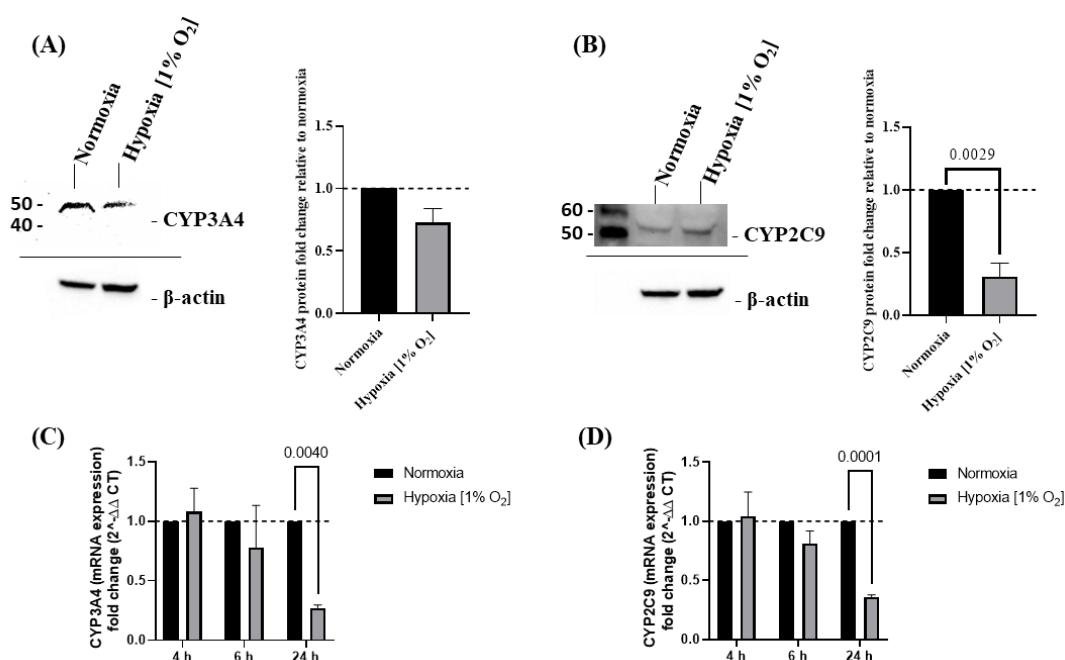 (A)
Normoxia
Hypoxia [1% O₂]
50 -
40 -
- CYP3A4
- β-actin
CYP3A4 protein fold change relative to normoxia
1.5
1.0
0.5
0.0
Normoxia
Hypoxia [1% O₂]
(B)
Normoxia
Hypoxia [1% O₂]
60 -
50 -
- CYP2C9
- β-actin
CYP2C9 protein fold change relative to normoxia
1.5
1.0
0.5
0.0
0.0029
Normoxia
Hypoxia [1% O₂]
(C)
CYP3A4 (mRNA expression)
fold change (2^-ΔΔ CT)
1.5
1.0
0.5
0.0
0.0040
Normoxia
Hypoxia [1% O₂]
4 h
6 h
24 h
(D)
CYP2C9 (mRNA expression)
fold change (2^-ΔΔ CT)
1.5
1.0
0.5
0.0
0.0001
Normoxia
Hypoxia [1% O₂]
4 h
6 h
24 h